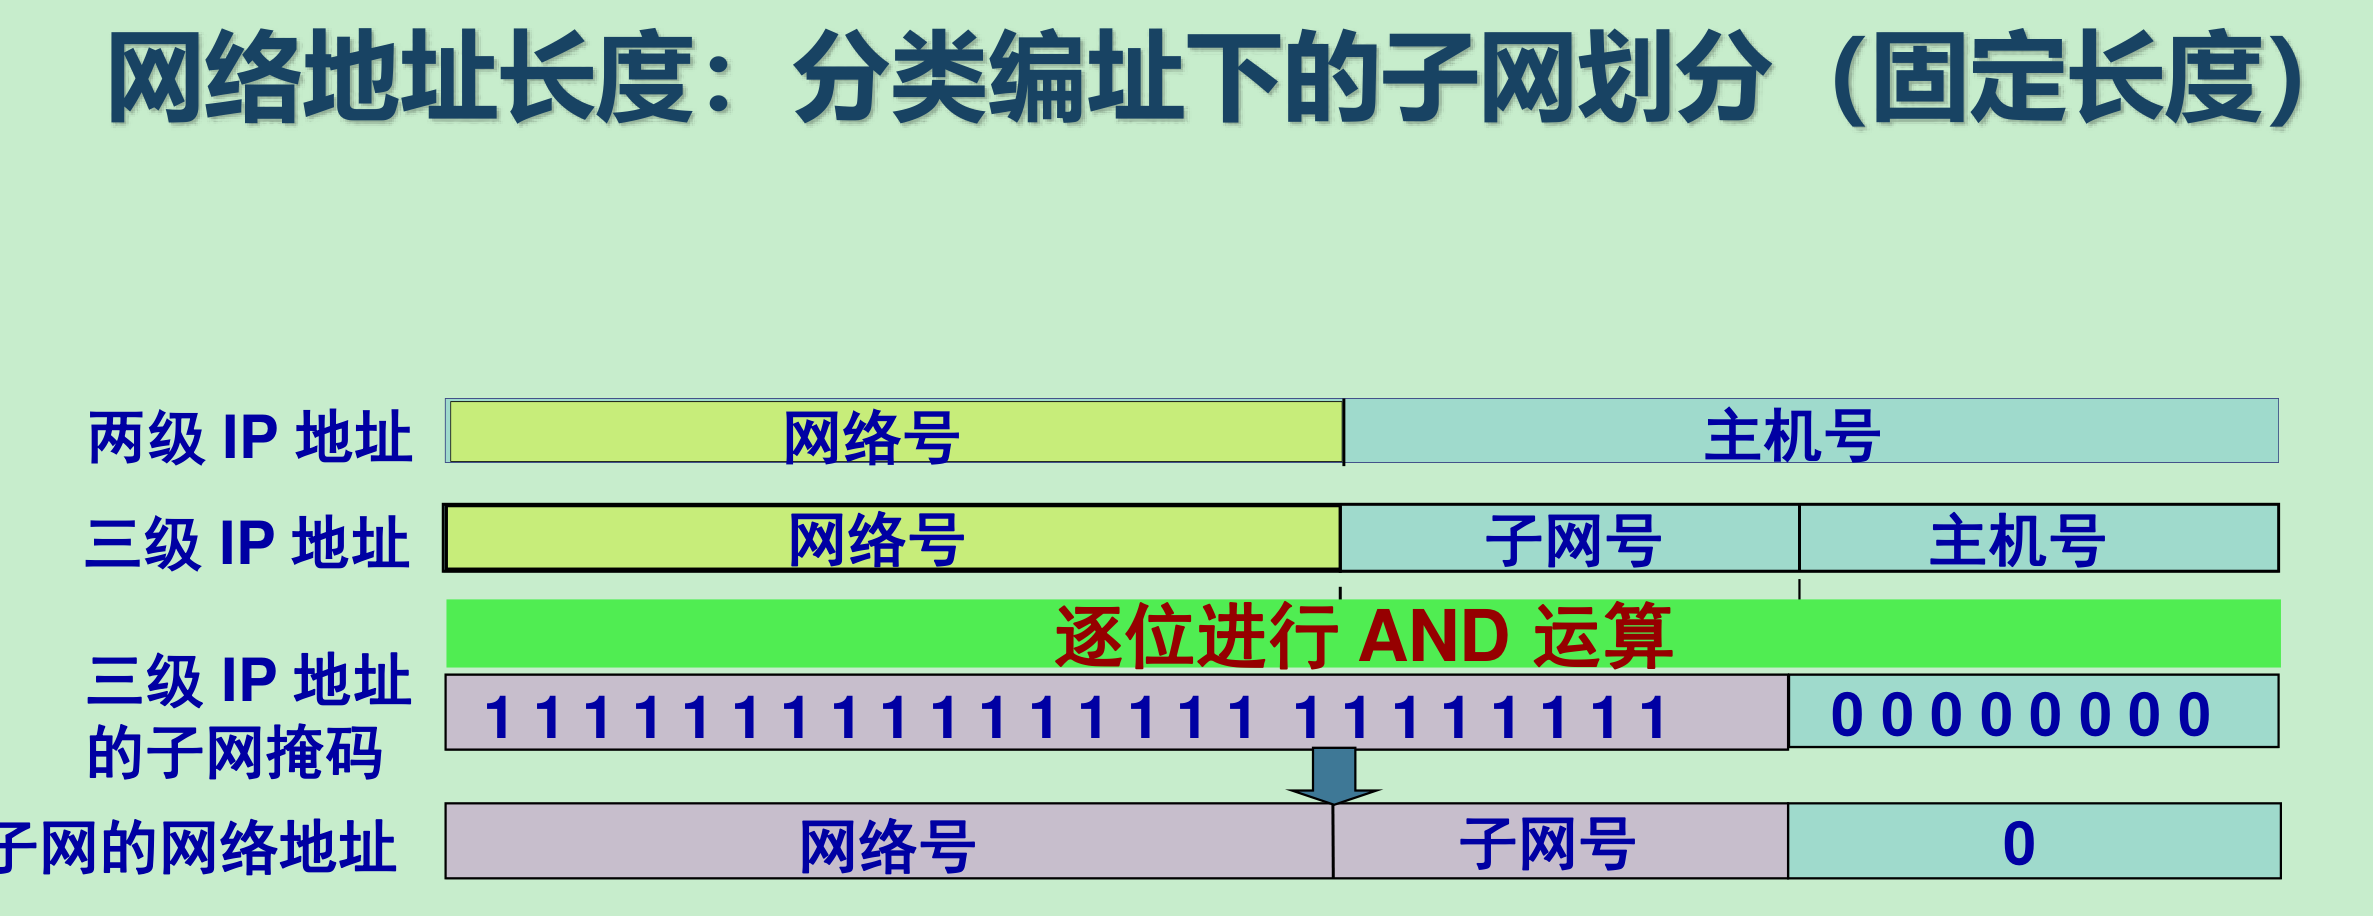 网络地址长度：分类编址下的子网划分（固定长度）
两级 IP 地址 网络号 主机号
三级 IP 地址 网络号 子网号 主机号
逐位进行 AND 运算
三级 IP 地址
的子网掩码
1 1 1 1 1 1 1 1 1 1 1 1 1 1 1 1 1 1 1 1 1 1 1 1 0 0 0 0 0 0 0 0
子网的网络地址 网络号 子网号 0